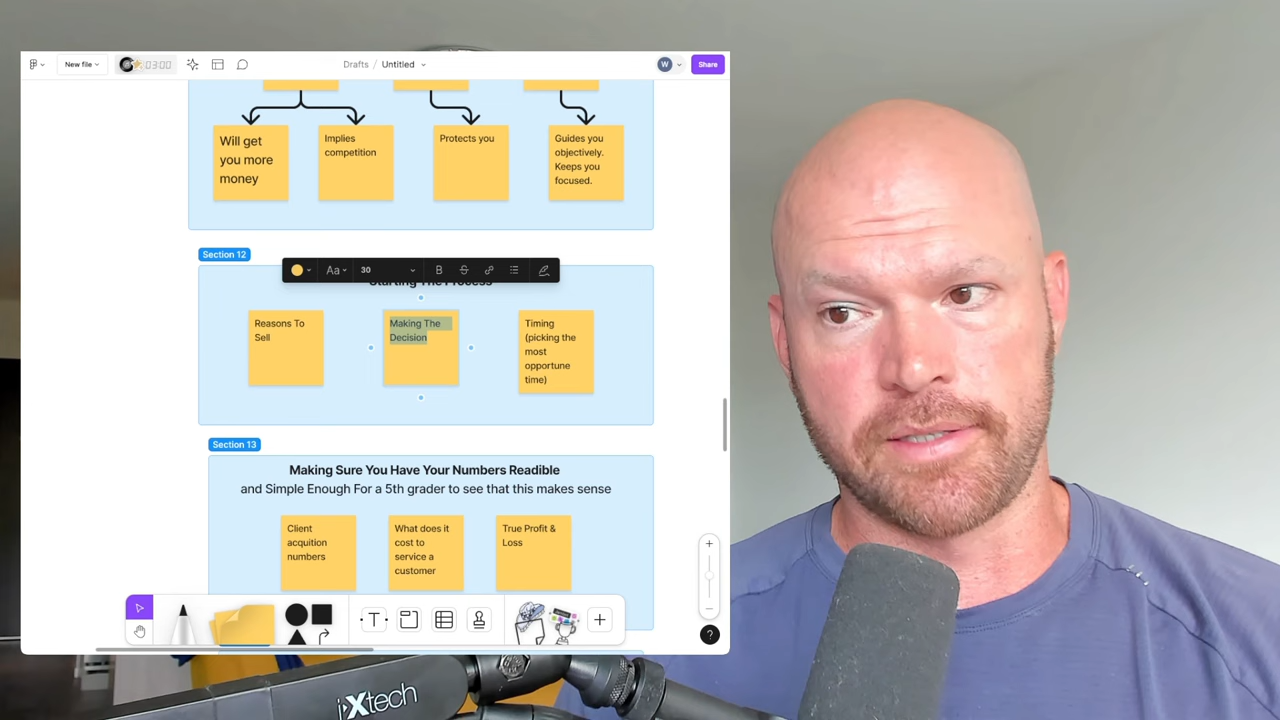 New file
03:00
Drafts / Untitled
W
Share
Will get
you more
money
Implies
competition
Protects you
Guides you
objectively.
Keeps you
focused.
Section 12
Aa
30
B
S
Starting The Process
Reasons To
Sell
Making The
Decision
Timing
(picking the
most
opportune
time)
Section 13
Making Sure You Have Your Numbers Readible
and Simple Enough For a 5th grader to see that this makes sense
Client
acquition
numbers
What does it
cost to
service a
customer
True Profit &
Loss
T
?
iXtech